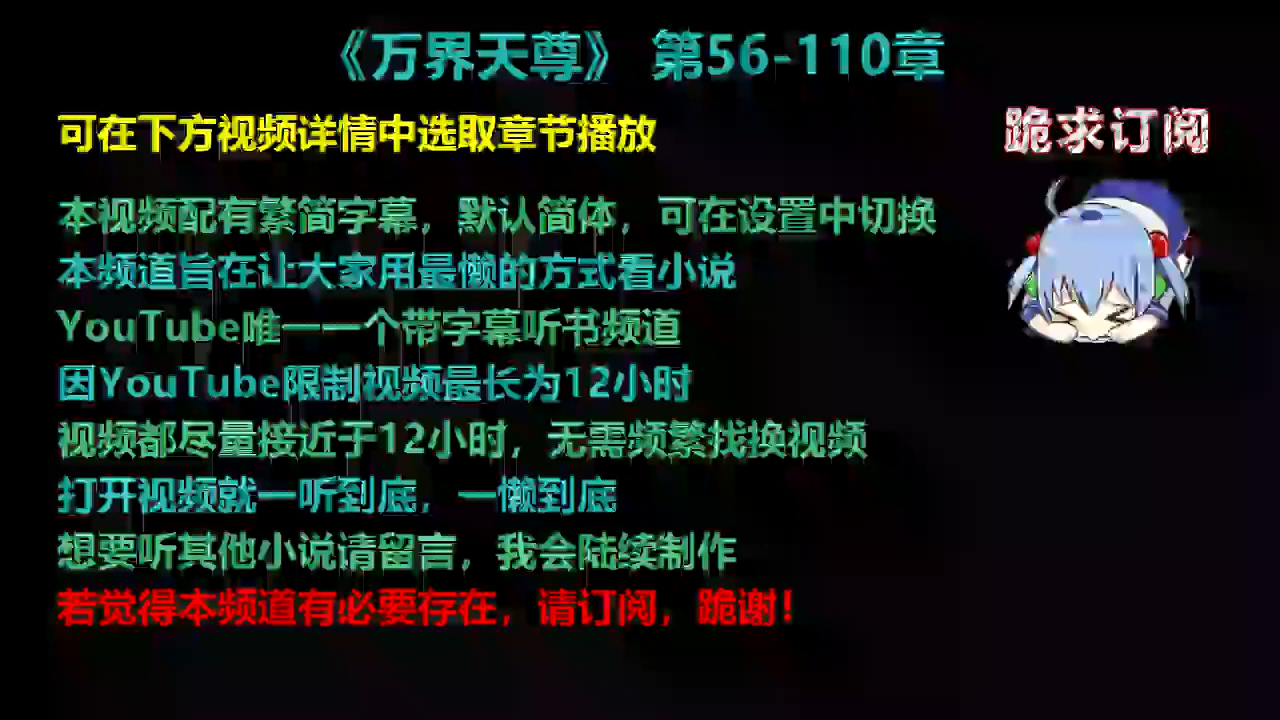 《万界天尊》 第56-110章
可在下方视频详情中选取章节播放
跪求订阅
本视频配有繁简字幕，默认简体，可在设置中切换
本频道旨在让大家用最懒的方式看小说
YouTube唯一一个带字幕听书频道
因YouTube限制视频最长为12小时
视频都尽量接近于12小时，无需频繁找换视频
打开视频就一听到底，一懒到底
想要听其他小说请留言，我会陆续制作
若觉得本频道有必要存在，请订阅，跪谢！